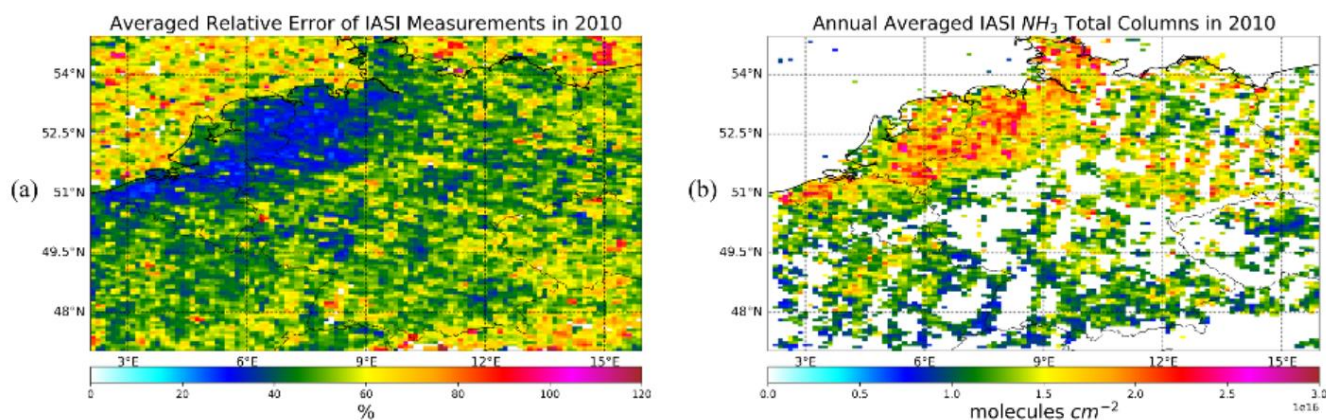 Averaged Relative Error of IASI Measurements in 2010
54°N
52.5°N
51°N
49.5°N
48°N
3°E 6°E 9°E 12°E 15°E
0 20 40 60 80 100 120
%
(a)
Annual Averaged IASI NH₃ Total Columns in 2010
54°N
52.5°N
51°N
49.5°N
48°N
3°E 6°E 9°E 12°E 15°E
0.0 0.5 1.0 1.5 2.0 2.5 3.0
1e16
molecules cm⁻²
(b)